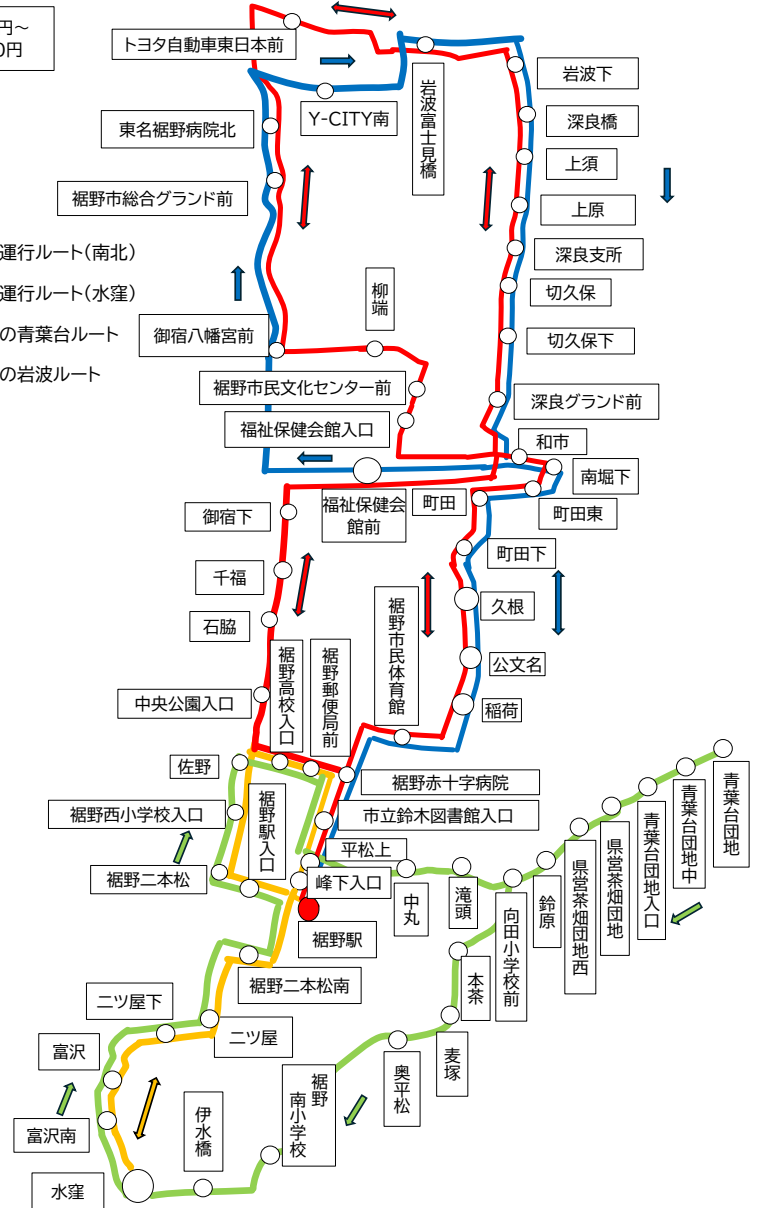 円～
0円
トヨタ自動車東日本前
Y-CITY南
岩波富士見橋
岩波下
東名裾野病院北
深良橋
上須
裾野市総合グランド前
上原
運行ルート(南北)
深良支所
運行ルート(水窪)
柳端
切久保
の青葉台ルート
御宿八幡宮前
切久保下
の岩波ルート
裾野市民文化センター前
深良グランド前
福祉保健会館入口
和市
南堀下
福祉保健会
館前
町田
町田東
御宿下
町田下
千福
裾野市民体育館
久根
石脇
裾野高校入口
裾野郵便局前
公文名
中央公園入口
稲荷
佐野
裾野赤十字病院
裾野西小学校入口
裾野駅入口
市立鈴木図書館入口
平松上
裾野二本松
峰下入口
中丸
滝頭
向田小学校前
鈴原
県営茶畑団地西
県営茶畑団地
青葉台団地入口
青葉台団地中
青葉台団地
裾野駅
裾野二本松南
本茶
二ツ屋下
二ツ屋
麦塚
富沢
奥平松
裾野
南小学校
伊水橋
富沢南
水窪